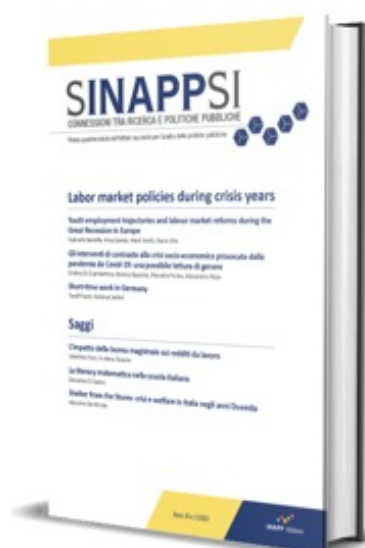 SINAPPSI
CONNESSIONI TRA RICERCA E POLITICHE PUBBLICHE
Labor market policies during crisis years
Youth employment trajectories and labour market reforms during the
Great Recession in Europe
Gli interventi di contrasto alla crisi socio economica provocata dalla
pandemia da Covid-19: una possibile lettura di genere
Short-time work in Germany
Saggi
L'impatto della laurea magistrale sui redditi da lavoro
La literacy matematica nella scuola italiana
Shelter from the Storm: crisi e welfare in Italia negli anni Duemila
INAPP